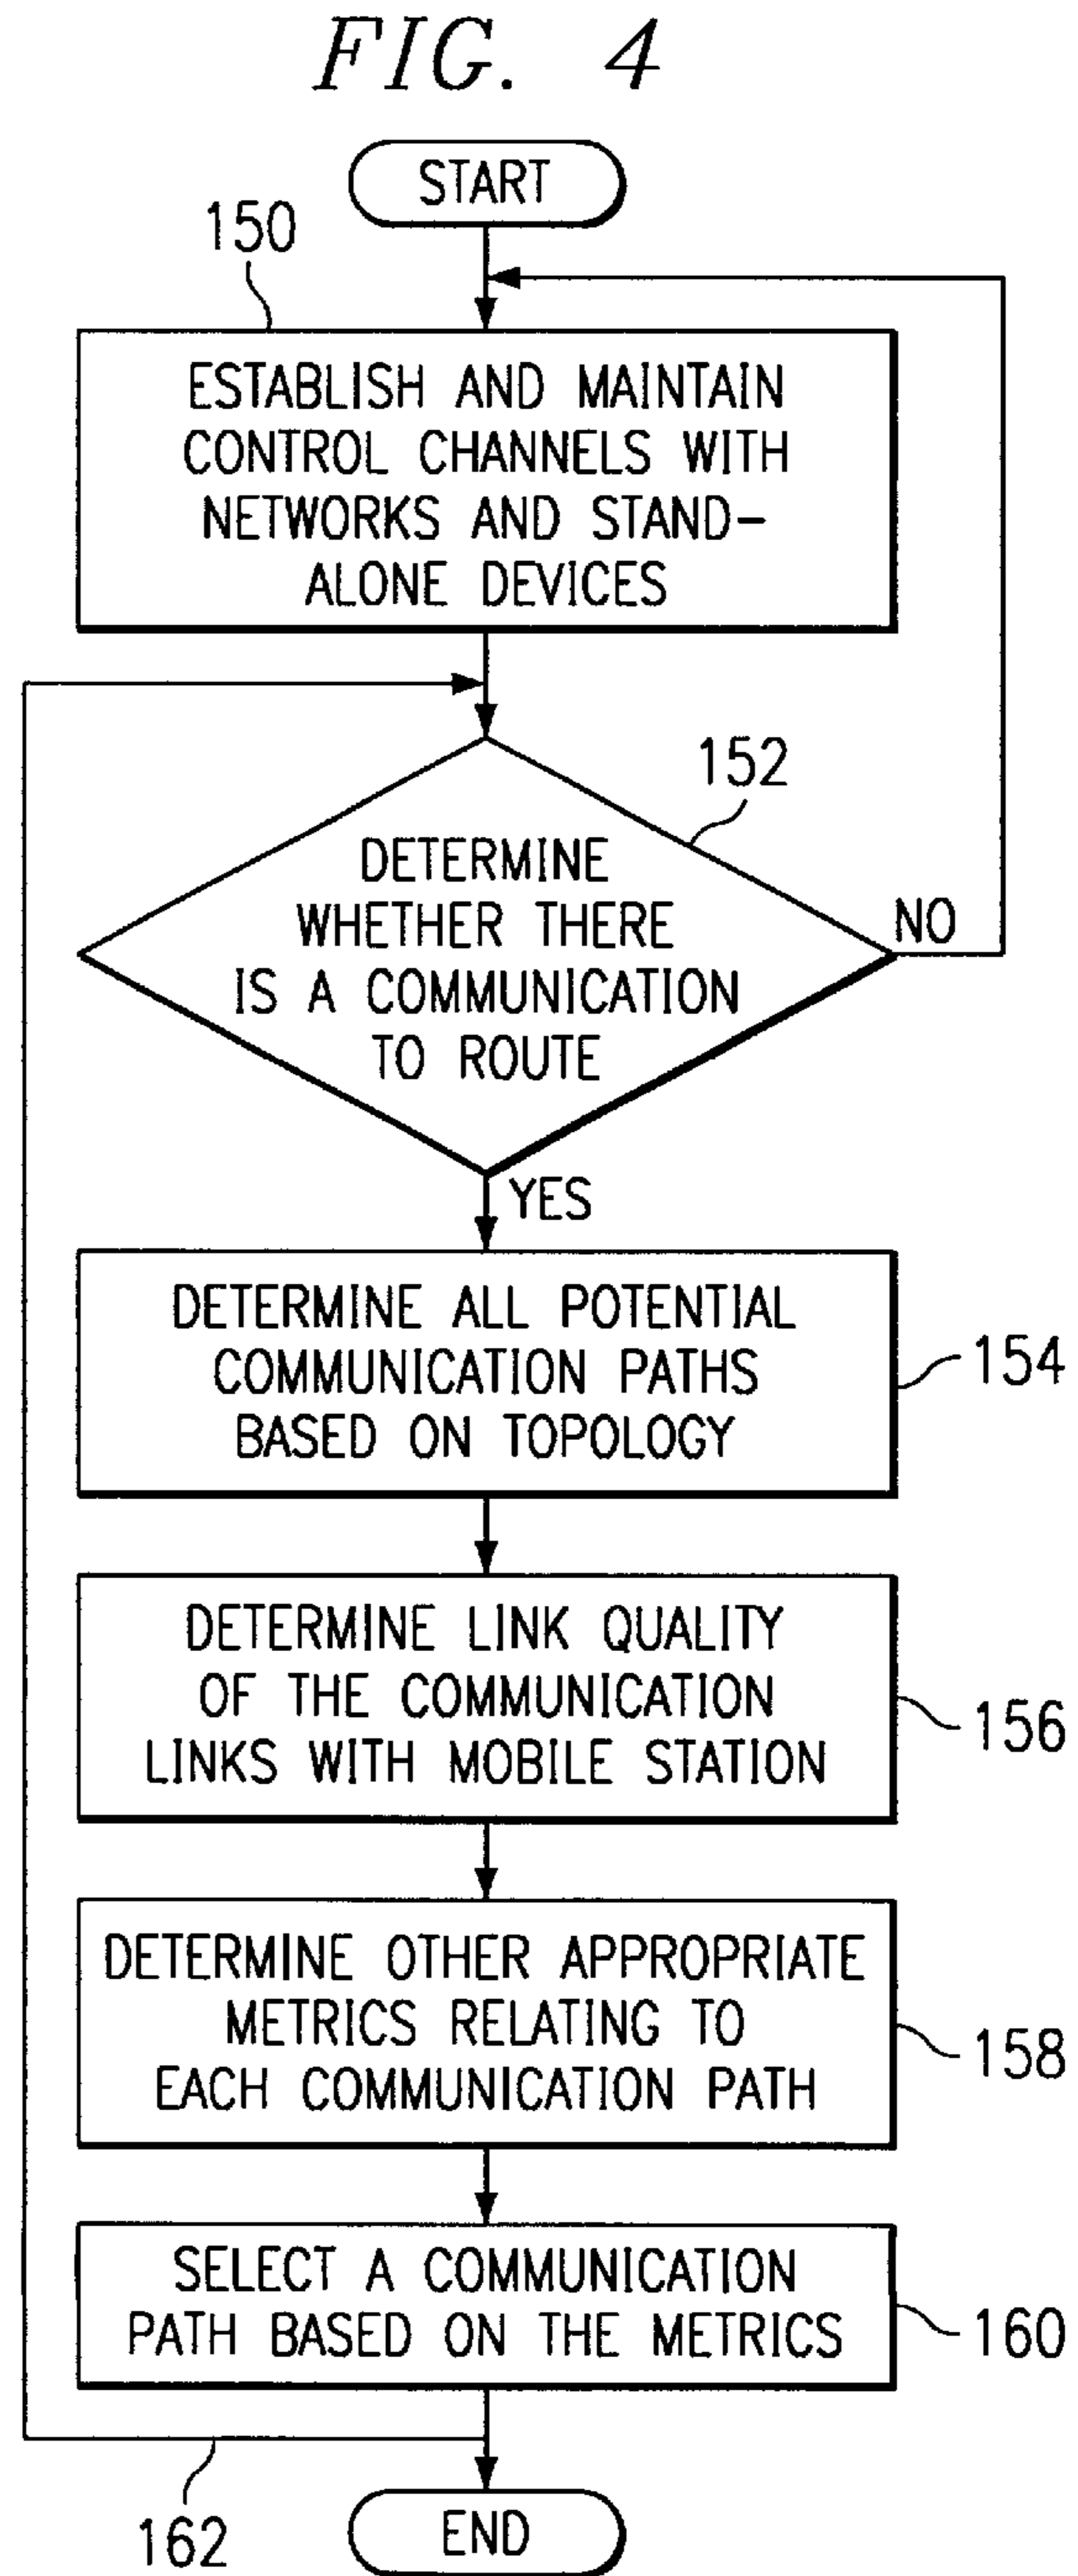 FIG. 4
START
150
ESTABLISH AND MAINTAIN
CONTROL CHANNELS WITH
NETWORKS AND STAND-
ALONE DEVICES
152
DETERMINE
WHETHER THERE
IS A COMMUNICATION
TO ROUTE
NO
YES
DETERMINE ALL POTENTIAL
COMMUNICATION PATHS
BASED ON TOPOLOGY
154
DETERMINE LINK QUALITY
OF THE COMMUNICATION
LINKS WITH MOBILE STATION
156
DETERMINE OTHER APPROPRIATE
METRICS RELATING TO
EACH COMMUNICATION PATH
158
SELECT A COMMUNICATION
PATH BASED ON THE METRICS
160
162
END